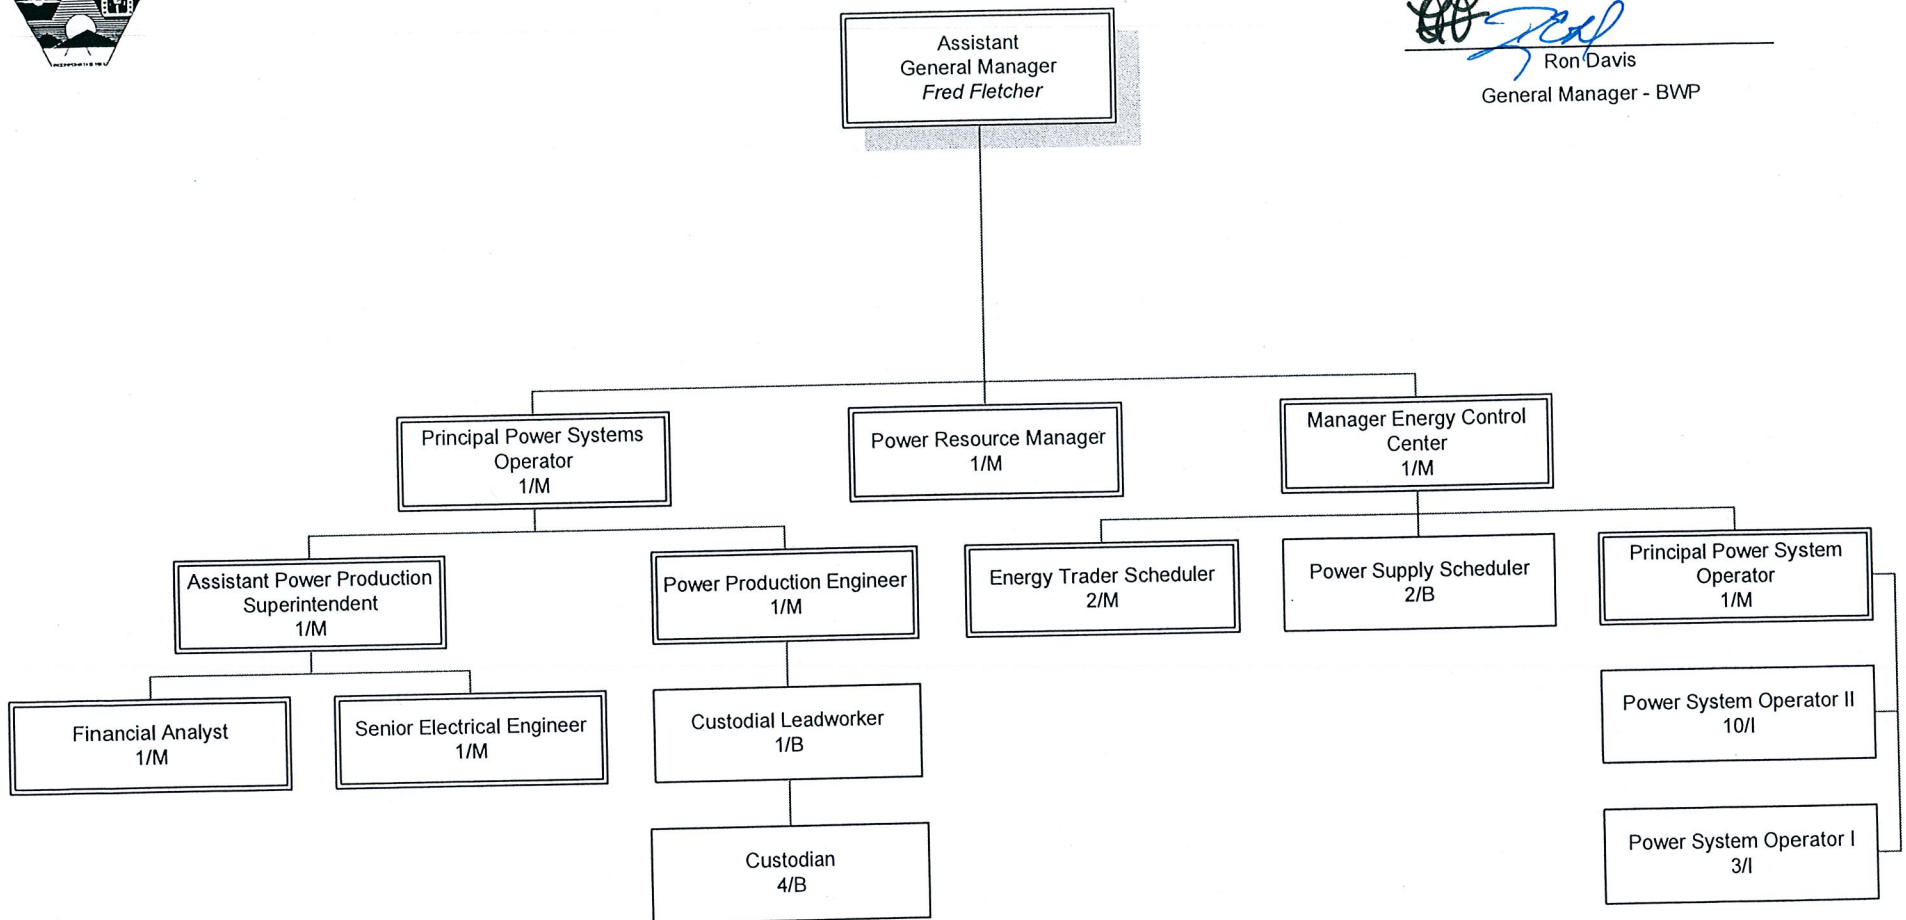 Assistant
General Manager
Fred Fletcher
Ron Davis
General Manager - BWP
Principal Power Systems
Operator
1/M
Power Resource Manager
1/M
Manager Energy Control
Center
1/M
Assistant Power Production
Superintendent
1/M
Power Production Engineer
1/M
Energy Trader Scheduler
2/M
Power Supply Scheduler
2/B
Principal Power System
Operator
1/M
Financial Analyst
1/M
Senior Electrical Engineer
1/M
Custodial Leadworker
1/B
Power System Operator II
10/I
Custodian
4/B
Power System Operator I
3/I